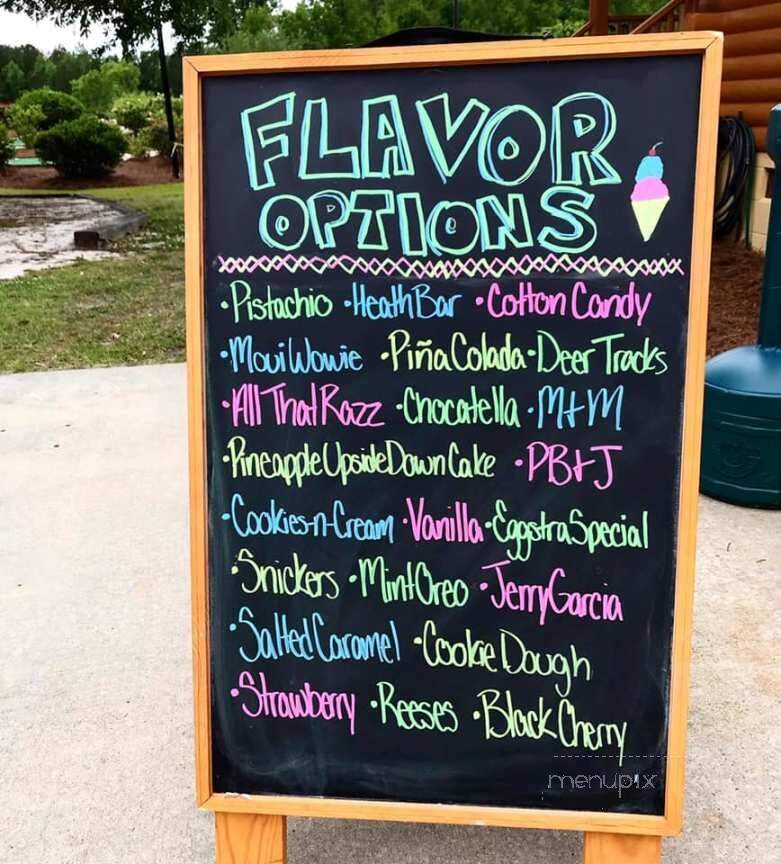 FLAVOR
OPTIONS
•Pistachio •Heath Bar •Cotton Candy
•Maui Wowie •Piña Colada •Deer Tracks
•All That Razz •Chocatella •M+M
•Pineapple Upside Down Cake •PB+J
•Cookies-n-Cream •Vanilla •Eggstra Special
•Snickers •Mint Oreo •Jerry Garcia
•Salted Caramel •Cookie Dough
•Strawberry •Reeses •Black Cherry
menupix